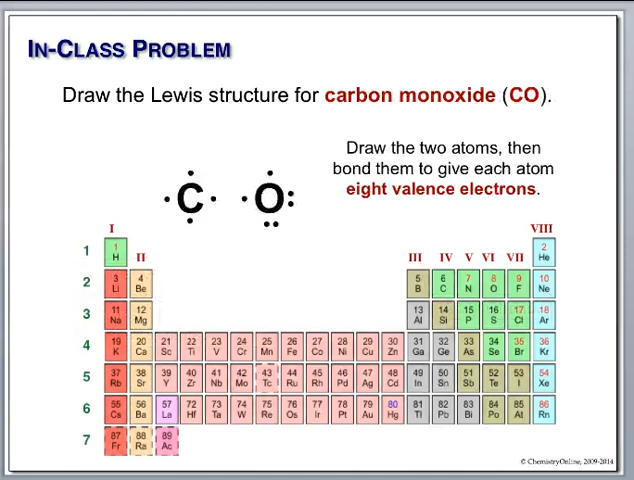 IN-CLASS PROBLEM
Draw the Lewis structure for carbon monoxide (CO).
Draw the two atoms, then
bond them to give each atom
eight valence electrons.
C O
I VIII
1 1 2
H He
II III IV V VI VII
2 3 4 5 6 7 8 9 10
Li Be B C N O F Ne
3 11 12 13 14 15 16 17 18
Na Mg Al Si P S Cl Ar
4 19 20 21 22 23 24 25 26 27 28 29 30 31 32 33 34 35 36
K Ca Sc Ti V Cr Mn Fe Co Ni Cu Zn Ga Ge As Se Br Kr
5 37 38 39 40 41 42 43 44 45 46 47 48 49 50 51 52 53 54
Rb Sr Y Zr Nb Mo Tc Ru Rh Pd Ag Cd In Sn Sb Te I Xe
6 55 56 57 72 73 74 75 76 77 78 79 80 81 82 83 84 85 86
Cs Ba La Hf Ta W Re Os Ir Pt Au Hg Tl Pb Bi Po At Rn
7 87 88 89
Fr Ra Ac
© ChemistryOnline, 2009-2014